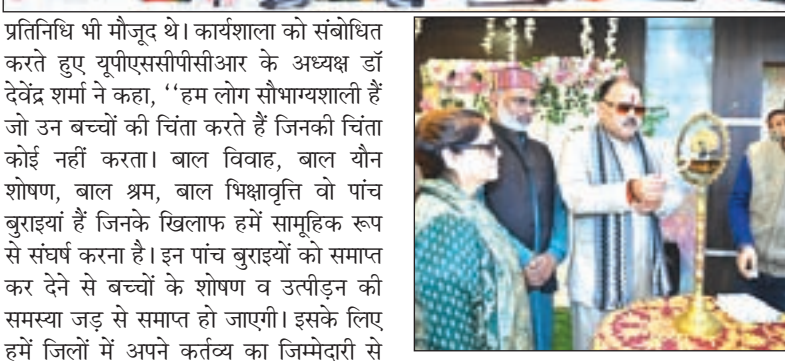 प्रतिनिधि भी मौजूद थे। कार्यशाला को संबोधित
करते हुए यूपीएससीपीसीआर के अध्यक्ष डॉ
देवेंद्र शर्मा ने कहा, ‘‘हम लोग सौभाग्यशाली हैं
जो उन बच्चों की चिंता करते हैं जिनकी चिंता
कोई नहीं करता। बाल विवाह, बाल यौन
शोषण, बाल श्रम, बाल भिक्षावृत्ति वो पांच
बुराइयां हैं जिनके खिलाफ हमें सामूहिक रूप
से संघर्ष करना है। इन पांच बुराइयों को समाप्त
कर देने से बच्चों के शोषण व उत्पीड़न की
समस्या जड़ से समाप्त हो जाएगी। इसके लिए
हमें जिलों में अपने कर्तव्य का जिम्मेदारी से